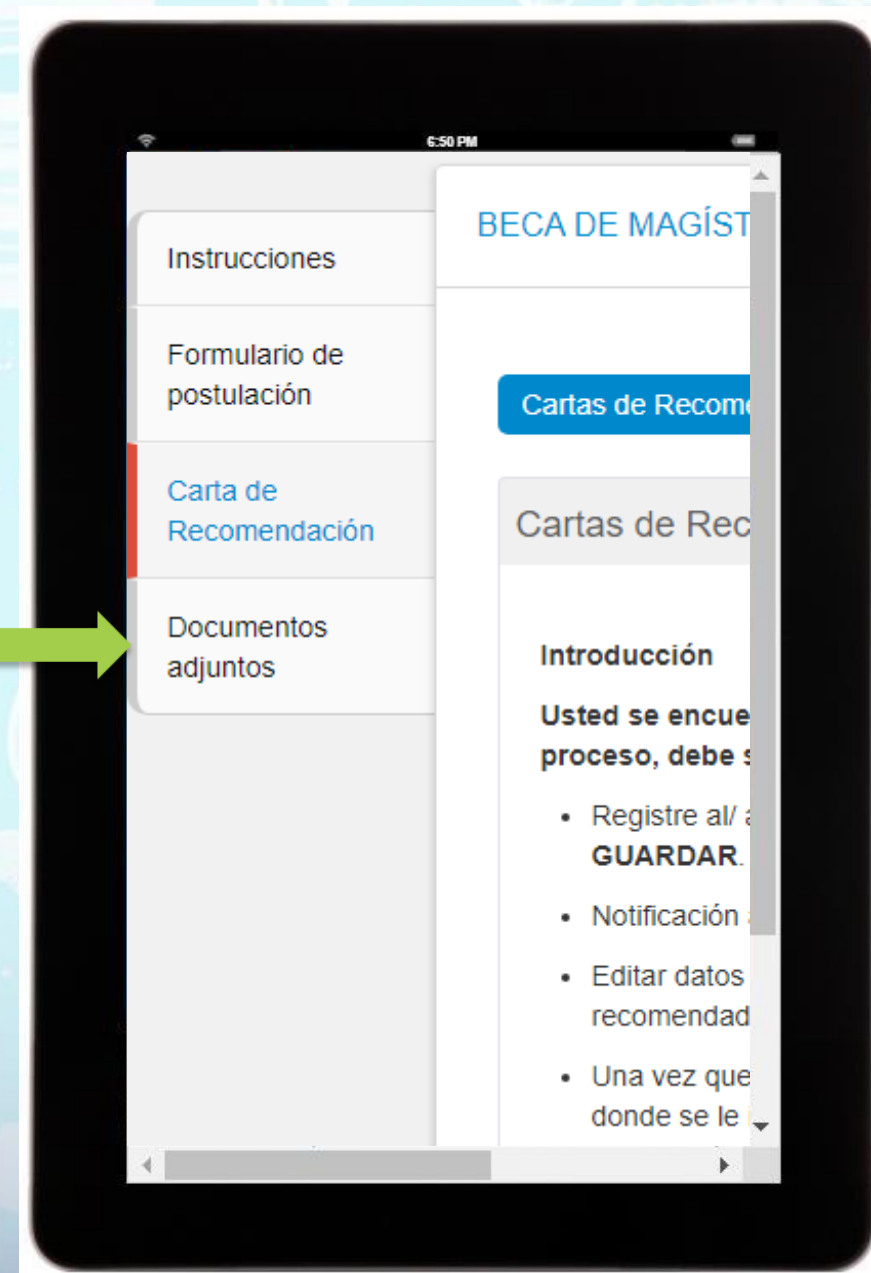 6:50 PM
Instrucciones
Formulario de
postulación
Carta de
Recomendación
Documentos
adjuntos
BECA DE MAGÍST
Cartas de Recome
Cartas de Rec
Introducción
Usted se encue
proceso, debe s
• Registre al/ a
GUARDAR.
• Notificación a
• Editar datos
recomendad
• Una vez que
donde se le